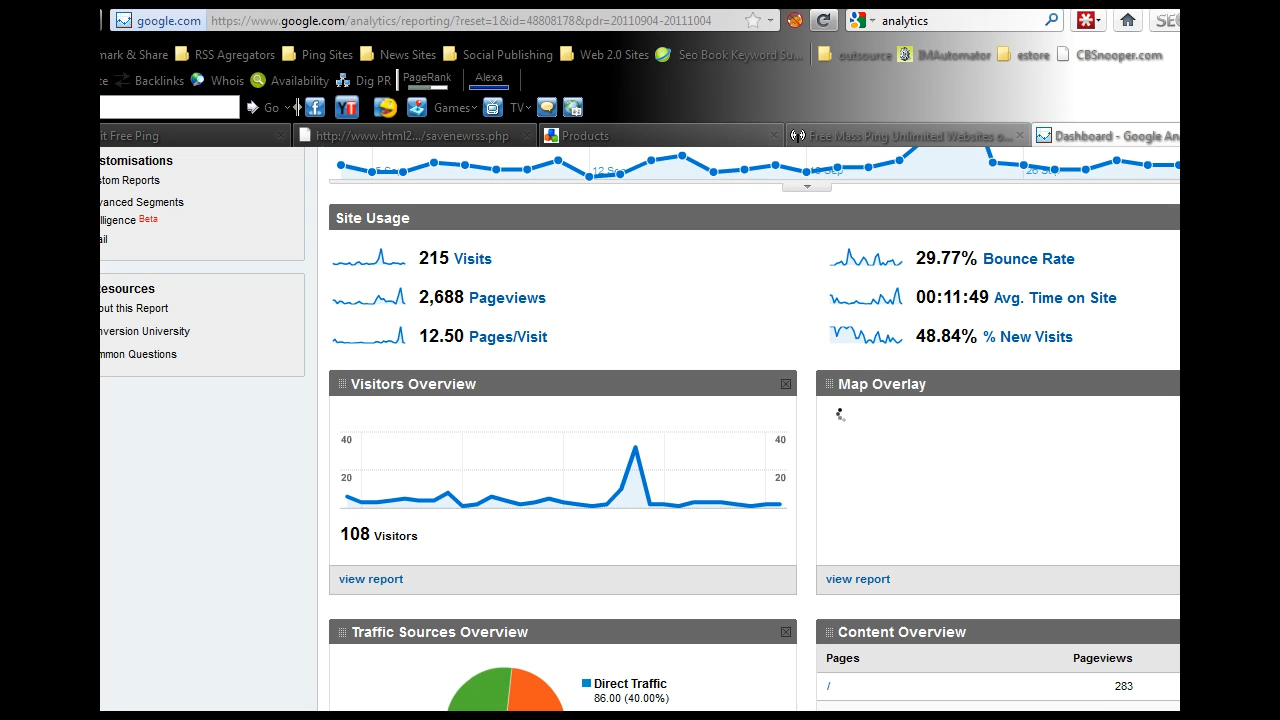 google.com https://www.google.com/analytics/reporting/?reset=1&id=48808178&pdr=20110904-20111004 analytics SEO
mark & Share RSS Agregators Ping Sites News Sites Social Publishing Web 2.0 Sites Seo Book Keyword Su... outsource IMAutomator estore CBSnooper.com
ce Backlinks Whois Availability Dig PR PageRank Alexa
Go Games TV
it Free Ping http://www.html2.../savenewrss.php Products Free Mass Ping Unlimited Websites o... Dashboard - Google An
stomisations
stom Reports
vanced Segments
lligence Beta
ail
12 Sep
26 Sep
esources
out this Report
nversion University
mmon Questions
Site Usage
215 Visits
29.77% Bounce Rate
2,688 Pageviews
00:11:49 Avg. Time on Site
12.50 Pages/Visit
48.84% % New Visits
Visitors Overview
Map Overlay
40 40
20 20
108 Visitors
view report
view report
Traffic Sources Overview
Content Overview
Pages Pageviews
Direct Traffic
86.00 (40.00%)
/ 283